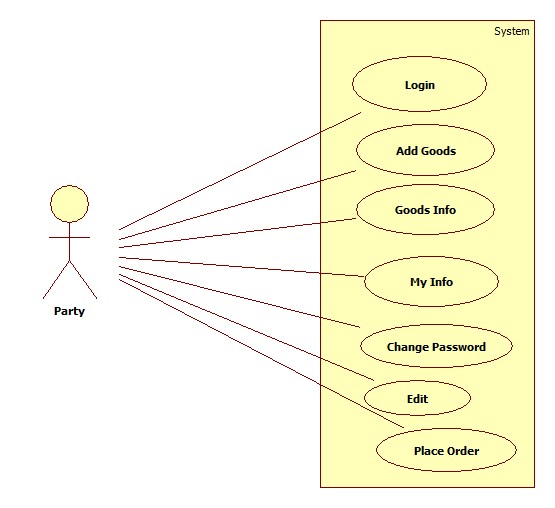 System
Login
Add Goods
Goods Info
My Info
Party
Change Password
Edit
Place Order